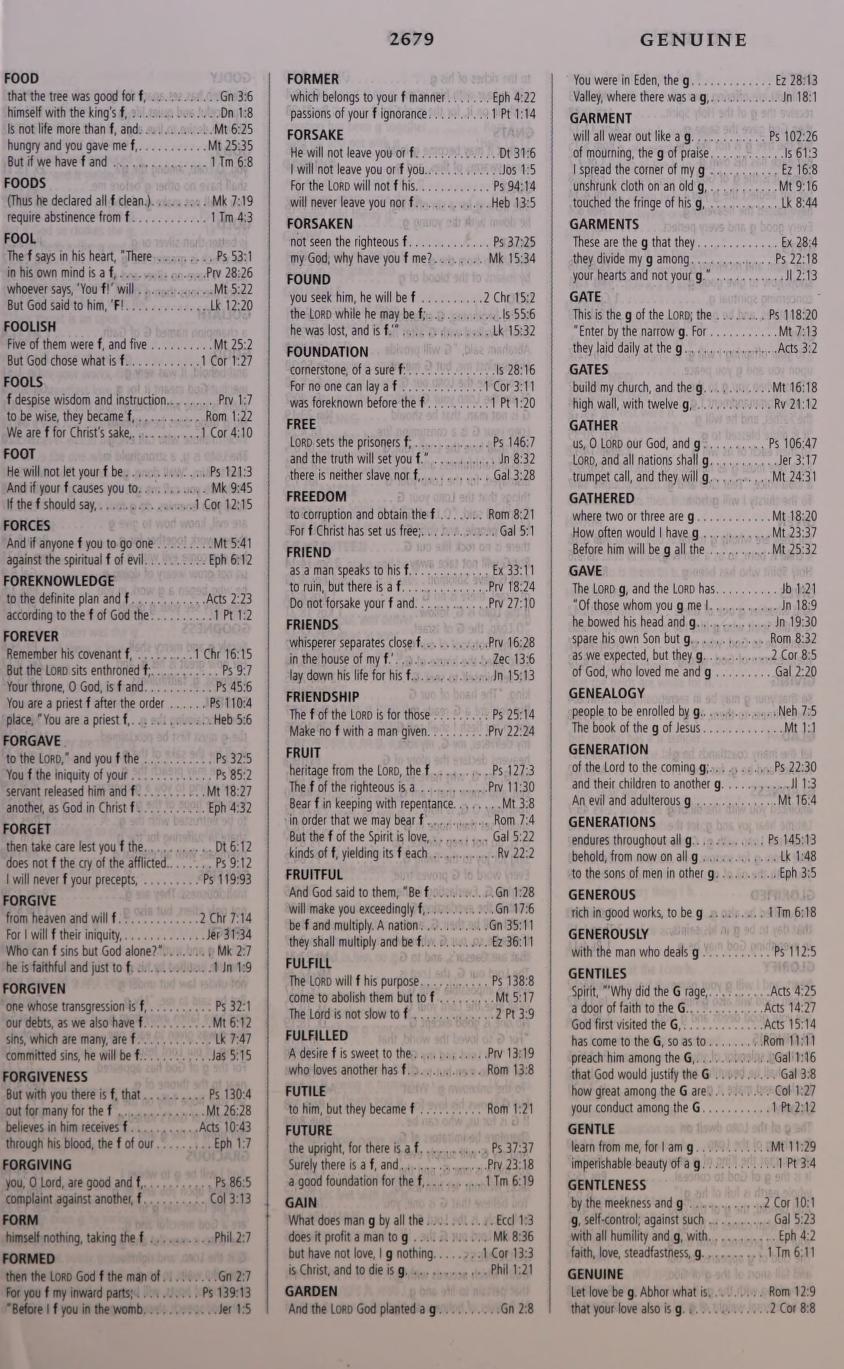 2679 GENUINE
FOOD
that the tree was good for f, . . . . . . . . . . Gn 3:6
himself with the king's f, . . . . . . . . . . Dn 1:8
Is not life more than f, and. . . . . . . . . . Mt 6:25
hungry and you gave me f,. . . . . . . . . . Mt 25:35
But if we have f and . . . . . . . . . . 1 Tm 6:8
FOODS
(Thus he declared all f clean.). . . . . . . . . Mk 7:19
require abstinence from f . . . . . . . . . . 1 Tm 4:3
FOOL
The f says in his heart, "There . . . . . . . . . . Ps 53:1
in his own mind is a f, . . . . . . . . . . Prv 28:26
whoever says, 'You f!' will . . . . . . . . . . Mt 5:22
But God said to him, 'F!. . . . . . . . . . Lk 12:20
FOOLISH
Five of them were f, and five . . . . . . . . . . Mt 25:2
But God chose what is f. . . . . . . . . . 1 Cor 1:27
FOOLS
f despise wisdom and instruction.. . . . . . . Prv 1:7
to be wise, they became f, . . . . . . . . . . Rom 1:22
We are f for Christ's sake,. . . . . . . . . . 1 Cor 4:10
FOOT
He will not let your f be. . . . . . . . . . Ps 121:3
And if your f causes you to. . . . . . . . . . Mk 9:45
If the f should say, . . . . . . . . . . 1 Cor 12:15
FORCES
And if anyone f you to go one . . . . . . . . . Mt 5:41
against the spiritual f of evil. . . . . . . . . . Eph 6:12
FOREKNOWLEDGE
to the definite plan and f. . . . . . . . . . Acts 2:23
according to the f of God the. . . . . . . . . . 1 Pt 1:2
FOREVER
Remember his covenant f, . . . . . . . . . . 1 Chr 16:15
But the LORD sits enthroned f;. . . . . . . . . . Ps 9:7
Your throne, O God, is f and. . . . . . . . . . Ps 45:6
You are a priest f after the order . . . . . . Ps 110:4
place, "You are a priest f, . . . . . . . . . . Heb 5:6
FORGAVE
to the LORD," and you f the . . . . . . . . . . Ps 32:5
You f the iniquity of your . . . . . . . . . . Ps 85:2
servant released him and f. . . . . . . . . . Mt 18:27
another, as God in Christ f . . . . . . . . . . Eph 4:32
FORGET
then take care lest you f the. . . . . . . . . . Dt 6:12
does not f the cry of the afflicted.. . . . . . . Ps 9:12
I will never f your precepts, . . . . . . . . . Ps 119:93
FORGIVE
from heaven and will f. . . . . . . . . . 2 Chr 7:14
For I will f their iniquity, . . . . . . . . . . Jer 31:34
Who can f sins but God alone?". . . . . . . Mk 2:7
he is faithful and just to f. . . . . . . . . . 1 Jn 1:9
FORGIVEN
one whose transgression is f, . . . . . . . . . . Ps 32:1
our debts, as we also have f. . . . . . . . . . Mt 6:12
sins, which are many, are f . . . . . . . . . . Lk 7:47
committed sins, he will be f. . . . . . . . . . Jas 5:15
FORGIVENESS
But with you there is f, that . . . . . . . . . . Ps 130:4
out for many for the f . . . . . . . . . . Mt 26:28
believes in him receives f . . . . . . . . . . Acts 10:43
through his blood, the f of our . . . . . . . . . Eph 1:7
FORGIVING
you, O Lord, are good and f,. . . . . . . . . . Ps 86:5
complaint against another, f . . . . . . . . . . Col 3:13
FORM
himself nothing, taking the f . . . . . . . . . . Phil 2:7
FORMED
then the LORD God f the man of . . . . . . . . Gn 2:7
For you f my inward parts;. . . . . . . . . . Ps 139:13
"Before I f you in the womb. . . . . . . . . . Jer 1:5
FORMER
which belongs to your f manner . . . . . . . Eph 4:22
passions of your f ignorance. . . . . . . . . . 1 Pt 1:14
FORSAKE
He will not leave you or f. . . . . . . . . . Dt 31:6
I will not leave you or f you.. . . . . . . . . . Jos 1:5
For the LORD will not f his. . . . . . . . . . Ps 94:14
will never leave you nor f. . . . . . . . . . Heb 13:5
FORSAKEN
not seen the righteous f . . . . . . . . . . Ps 37:25
my God, why have you f me?. . . . . . . Mk 15:34
FOUND
you seek him, he will be f . . . . . . . . . . 2 Chr 15:2
the LORD while he may be f;. . . . . . . . . . Is 55:6
he was lost, and is f.'" . . . . . . . . . . Lk 15:32
FOUNDATION
cornerstone, of a sure f:. . . . . . . . . . Is 28:16
For no one can lay a f . . . . . . . . . . 1 Cor 3:11
was foreknown before the f . . . . . . . . . . 1 Pt 1:20
FREE
LORD sets the prisoners f; . . . . . . . . . . Ps 146:7
and the truth will set you f." . . . . . . . . . . Jn 8:32
there is neither slave nor f, . . . . . . . . . . Gal 3:28
FREEDOM
to corruption and obtain the f . . . . . . . Rom 8:21
For f Christ has set us free;. . . . . . . . . . Gal 5:1
FRIEND
as a man speaks to his f. . . . . . . . . . Ex 33:11
to ruin, but there is a f. . . . . . . . . . Prv 18:24
Do not forsake your f and. . . . . . . . . . Prv 27:10
FRIENDS
whisperer separates close f. . . . . . . . . . Prv 16:28
in the house of my f.' . . . . . . . . . . Zec 13:6
lay down his life for his f. . . . . . . . . . Jn 15:13
FRIENDSHIP
The f of the LORD is for those . . . . . . . . . Ps 25:14
Make no f with a man given. . . . . . . . . Prv 22:24
FRUIT
heritage from the LORD, the f . . . . . . . . Ps 127:3
The f of the righteous is a . . . . . . . . . . Prv 11:30
Bear f in keeping with repentance. . . . . . Mt 3:8
in order that we may bear f . . . . . . . . . . Rom 7:4
But the f of the Spirit is love, . . . . . . . . . . Gal 5:22
kinds of f, yielding its f each . . . . . . . . . . Rv 22:2
FRUITFUL
And God said to them, "Be f . . . . . . . . . . Gn 1:28
will make you exceedingly f, . . . . . . . . . . Gn 17:6
be f and multiply. A nation. . . . . . . . . . Gn 35:11
they shall multiply and be f. . . . . . . . . . Ez 36:11
FULFILL
The LORD will f his purpose. . . . . . . . . . Ps 138:8
come to abolish them but to f . . . . . . . . Mt 5:17
The Lord is not slow to f . . . . . . . . . . 2 Pt 3:9
FULFILLED
A desire f is sweet to the. . . . . . . . . . Prv 13:19
who loves another has f. . . . . . . . . . Rom 13:8
FUTILE
to him, but they became f . . . . . . . . . . Rom 1:21
FUTURE
the upright, for there is a f. . . . . . . . . . Ps 37:37
Surely there is a f, and . . . . . . . . . . Prv 23:18
a good foundation for the f, . . . . . . . . . 1 Tm 6:19
GAIN
What does man g by all the . . . . . . . . . . Eccl 1:3
does it profit a man to g . . . . . . . . . . Mk 8:36
but have not love, I g nothing. . . . . . . 1 Cor 13:3
is Christ, and to die is g. . . . . . . . . . Phil 1:21
GARDEN
And the LORD God planted a g. . . . . . . . . . Gn 2:8
You were in Eden, the g. . . . . . . . . . Ez 28:13
Valley, where there was a g, . . . . . . . . . . Jn 18:1
GARMENT
will all wear out like a g. . . . . . . . . . Ps 102:26
of mourning, the g of praise. . . . . . . . . . Is 61:3
I spread the corner of my g . . . . . . . . . . Ez 16:8
unshrunk cloth on an old g, . . . . . . . . . . Mt 9:16
touched the fringe of his g, . . . . . . . . . . Lk 8:44
GARMENTS
These are the g that they . . . . . . . . . . Ex 28:4
they divide my g among. . . . . . . . . . Ps 22:18
your hearts and not your g." . . . . . . . . . . Jl 2:13
GATE
This is the g of the LORD; the . . . . . . . . Ps 118:20
"Enter by the narrow g. For . . . . . . . . . . Mt 7:13
they laid daily at the g . . . . . . . . . . Acts 3:2
GATES
build my church, and the g. . . . . . . . . . Mt 16:18
high wall, with twelve g, . . . . . . . . . . Rv 21:12
GATHER
us, O LORD our God, and g . . . . . . . . . . Ps 106:47
LORD, and all nations shall g. . . . . . . . . . Jer 3:17
trumpet call, and they will g . . . . . . . . . Mt 24:31
GATHERED
where two or three are g . . . . . . . . . . Mt 18:20
How often would I have g . . . . . . . . . . Mt 23:37
Before him will be g all the . . . . . . . . . . Mt 25:32
GAVE
The LORD g, and the LORD has. . . . . . . . . . Jb 1:21
"Of those whom you g me I. . . . . . . . . . Jn 18:9
he bowed his head and g. . . . . . . . . . Jn 19:30
spare his own Son but g. . . . . . . . . . Rom 8:32
as we expected, but they g. . . . . . . . . . 2 Cor 8:5
of God, who loved me and g . . . . . . . . . Gal 2:20
GENEALOGY
people to be enrolled by g. . . . . . . . . . Neh 7:5
The book of the g of Jesus . . . . . . . . . . Mt 1:1
GENERATION
of the Lord to the coming g;. . . . . . . . . Ps 22:30
and their children to another g. . . . . . . . . . Jl 1:3
An evil and adulterous g . . . . . . . . . . Mt 16:4
GENERATIONS
endures throughout all g. . . . . . . . . . Ps 145:13
behold, from now on all g . . . . . . . . . . Lk 1:48
to the sons of men in other g. . . . . . . . . Eph 3:5
GENEROUS
rich in good works, to be g . . . . . . . . . 1 Tm 6:18
GENEROUSLY
with the man who deals g . . . . . . . . . . Ps 112:5
GENTILES
Spirit, "'Why did the G rage,. . . . . . . . . . Acts 4:25
a door of faith to the G. . . . . . . . . . Acts 14:27
God first visited the G, . . . . . . . . . . Acts 15:14
has come to the G, so as to . . . . . . . . Rom 11:11
preach him among the G, . . . . . . . . . . Gal 1:16
that God would justify the G . . . . . . . . . Gal 3:8
how great among the G are . . . . . . . . . . Col 1:27
your conduct among the G. . . . . . . . . . 1 Pt 2:12
GENTLE
learn from me, for I am g . . . . . . . . . . Mt 11:29
imperishable beauty of a g. . . . . . . . . . 1 Pt 3:4
GENTLENESS
by the meekness and g . . . . . . . . . . 2 Cor 10:1
g, self-control; against such . . . . . . . . . . Gal 5:23
with all humility and g, with. . . . . . . . . . Eph 4:2
faith, love, steadfastness, g. . . . . . . . . . 1 Tm 6:11
GENUINE
Let love be g. Abhor what is. . . . . . . . . Rom 12:9
that your love also is g. . . . . . . . . . 2 Cor 8:8